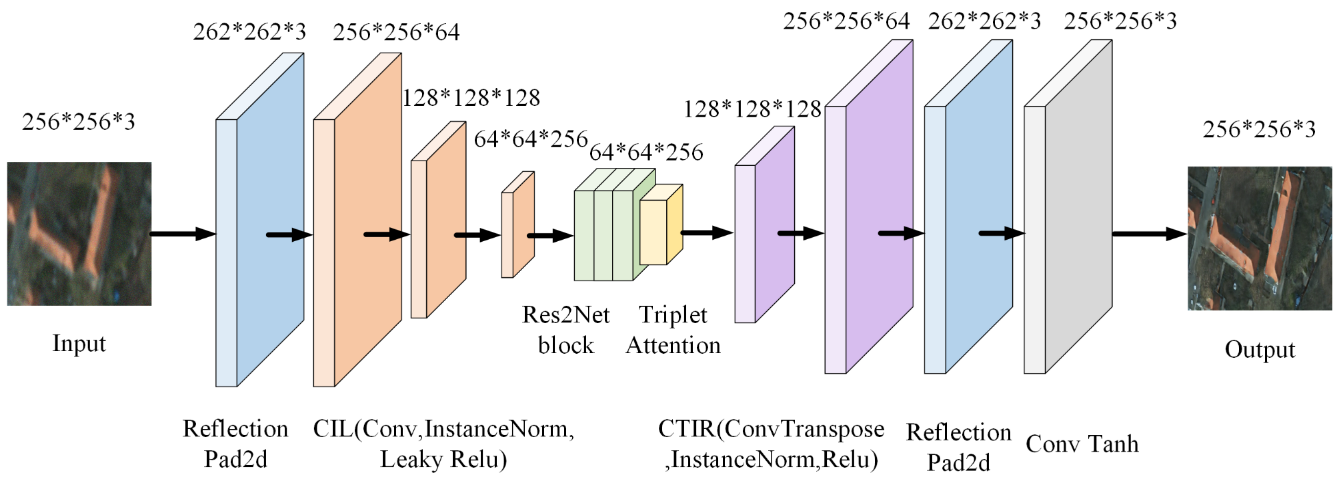 256*256*3
Input
262*262*3
256*256*64
128*128*128
64*64*256
64*64*256
128*128*128
256*256*64
262*262*3
256*256*3
256*256*3
Res2Net
block
Triplet
Attention
Output
Reflection
Pad2d
CIL(Conv,InstanceNorm,
Leaky Relu)
CTIR(ConvTranspose
,InstanceNorm,Relu)
Reflection
Pad2d
Conv Tanh